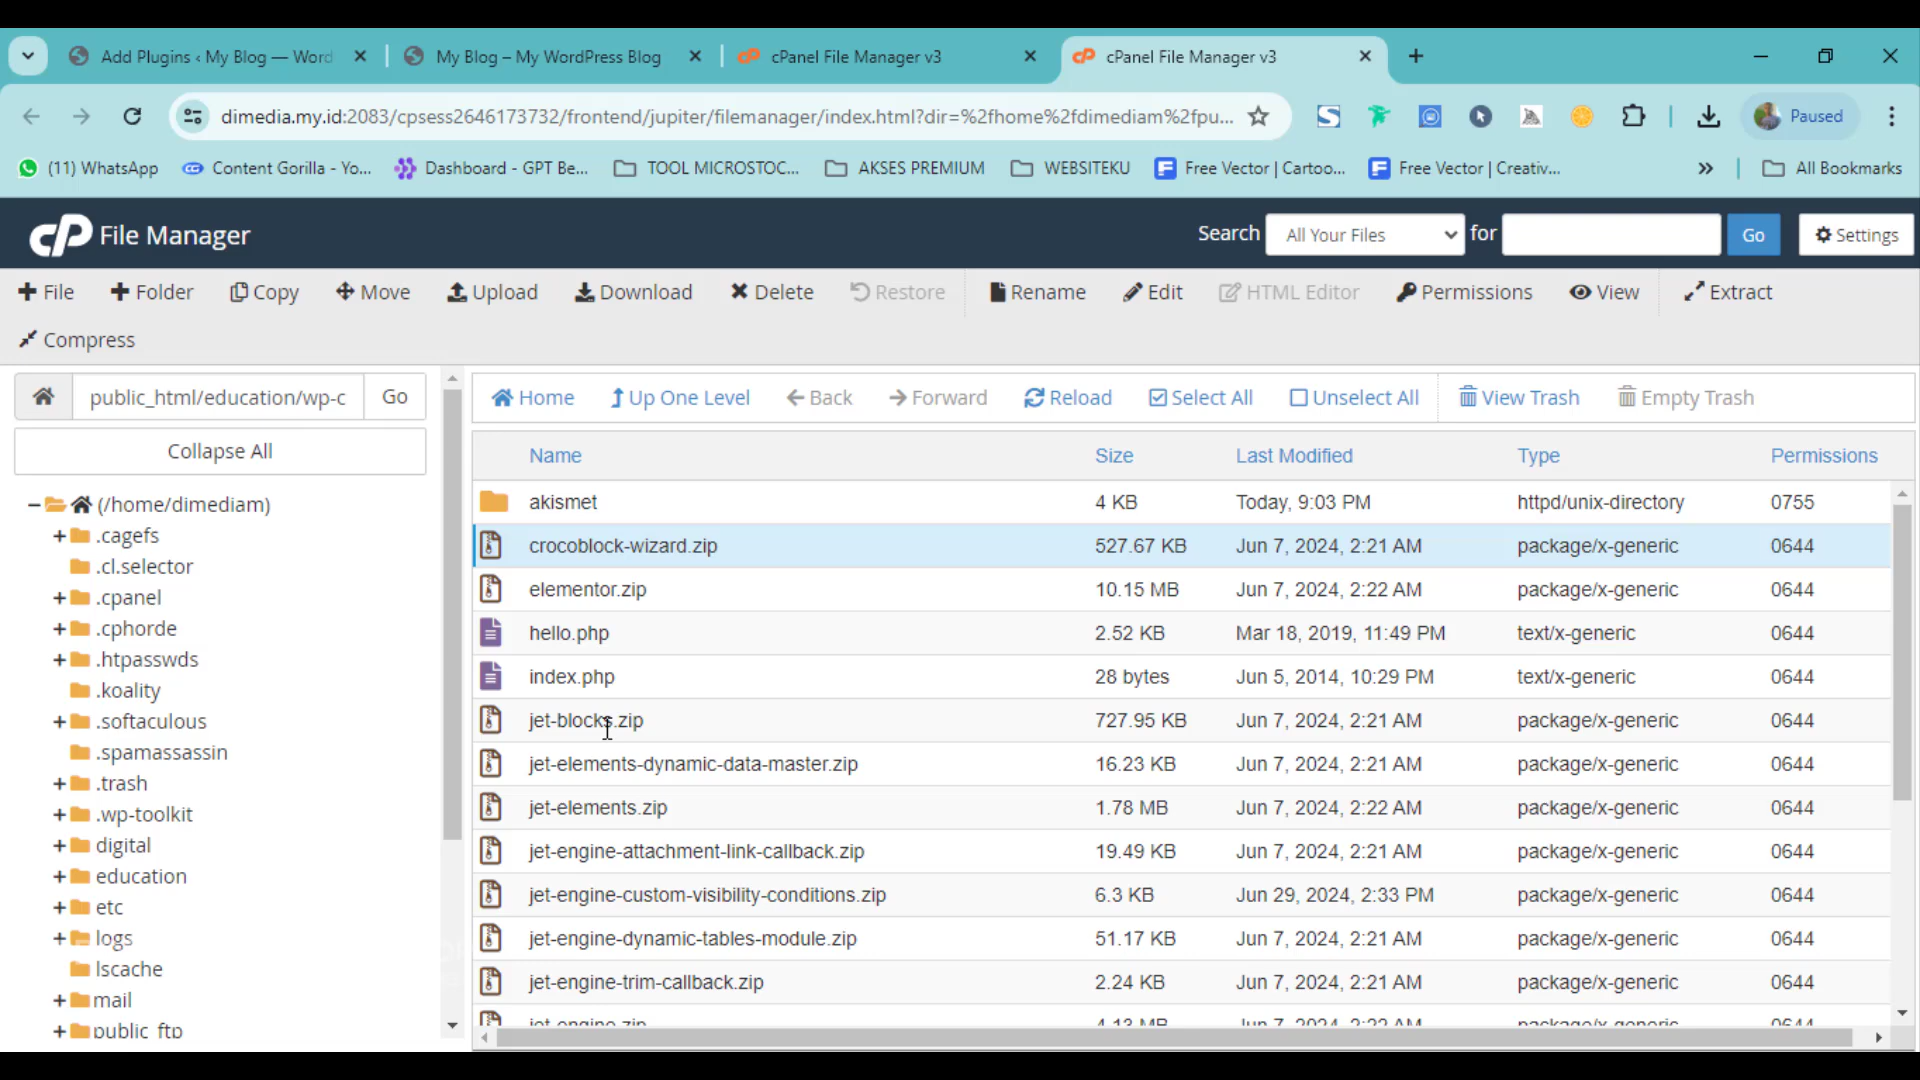 Add Plugins ‹ My Blog — Word
My Blog – My WordPress Blog
cPanel File Manager v3
cPanel File Manager v3
dimedia.my.id:2083/cpsess2646173732/frontend/jupiter/filemanager/index.html?dir=%2fhome%2fdimediam%2fpu...
Paused
(11) WhatsApp
Content Gorilla - Yo...
Dashboard - GPT Be...
TOOL MICROSTOC...
AKSES PREMIUM
WEBSITEKU
Free Vector | Cartoo...
Free Vector | Creativ...
All Bookmarks
cP File Manager
Search All Your Files for Go Settings
File Folder Copy Move Upload Download Delete Restore Rename Edit HTML Editor Permissions View Extract
Compress
public_html/education/wp-c Go
Home Up One Level Back Forward Reload Select All Unselect All View Trash Empty Trash
Collapse All
(/home/dimediam)
.cagefs
.cl.selector
.cpanel
.cphorde
.htpasswds
.koality
.softaculous
.spamassassin
.trash
.wp-toolkit
digital
education
etc
logs
lscache
mail
public_ftp
Name Size Last Modified Type Permissions
akismet 4 KB Today, 9:03 PM httpd/unix-directory 0755
crocoblock-wizard.zip 527.67 KB Jun 7, 2024, 2:21 AM package/x-generic 0644
elementor.zip 10.15 MB Jun 7, 2024, 2:22 AM package/x-generic 0644
hello.php 2.52 KB Mar 18, 2019, 11:49 PM text/x-generic 0644
index.php 28 bytes Jun 5, 2014, 10:29 PM text/x-generic 0644
jet-blocks.zip 727.95 KB Jun 7, 2024, 2:21 AM package/x-generic 0644
jet-elements-dynamic-data-master.zip 16.23 KB Jun 7, 2024, 2:21 AM package/x-generic 0644
jet-elements.zip 1.78 MB Jun 7, 2024, 2:22 AM package/x-generic 0644
jet-engine-attachment-link-callback.zip 19.49 KB Jun 7, 2024, 2:21 AM package/x-generic 0644
jet-engine-custom-visibility-conditions.zip 6.3 KB Jun 29, 2024, 2:33 PM package/x-generic 0644
jet-engine-dynamic-tables-module.zip 51.17 KB Jun 7, 2024, 2:21 AM package/x-generic 0644
jet-engine-trim-callback.zip 2.24 KB Jun 7, 2024, 2:21 AM package/x-generic 0644
jet-engine.zip 4.13 MB Jun 7, 2024, 2:22 AM package/x-generic 0644